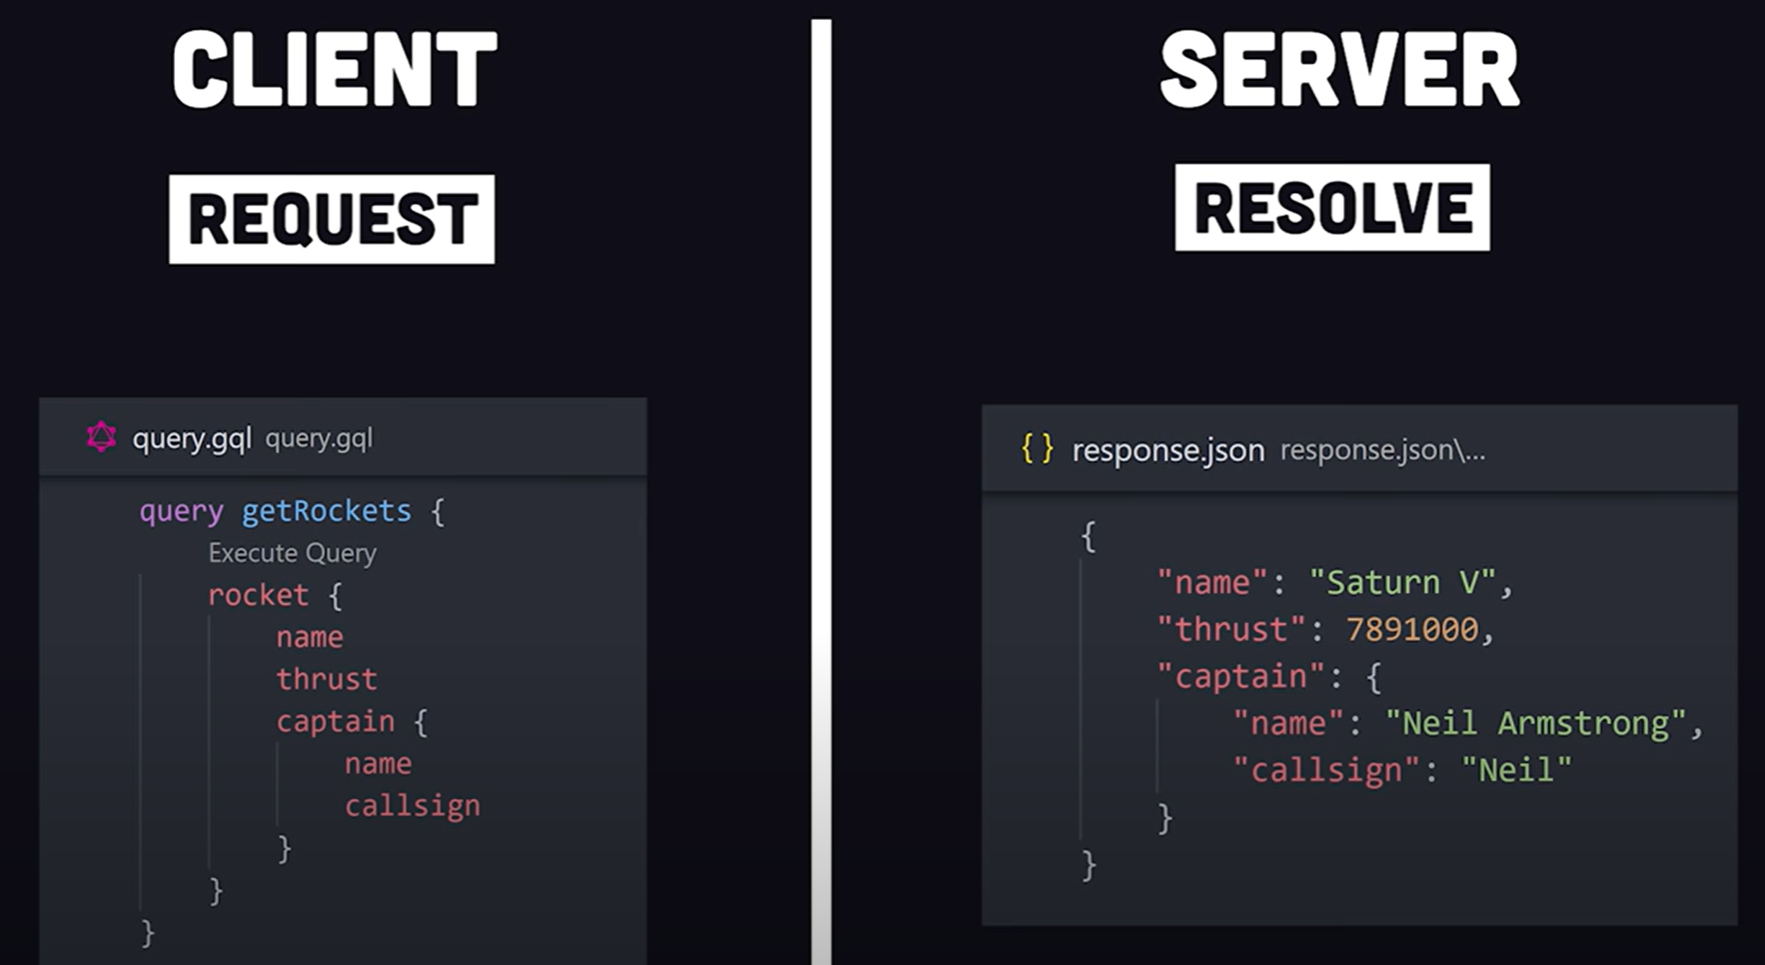 CLIENT
REQUEST
query.gql query.gql
query getRockets {
Execute Query
rocket {
name
thrust
captain {
name
callsign
}
}
}
SERVER
RESOLVE
{} response.json response.json\...
{
"name": "Saturn V",
"thrust": 7891000,
"captain": {
"name": "Neil Armstrong",
"callsign": "Neil"
}
}